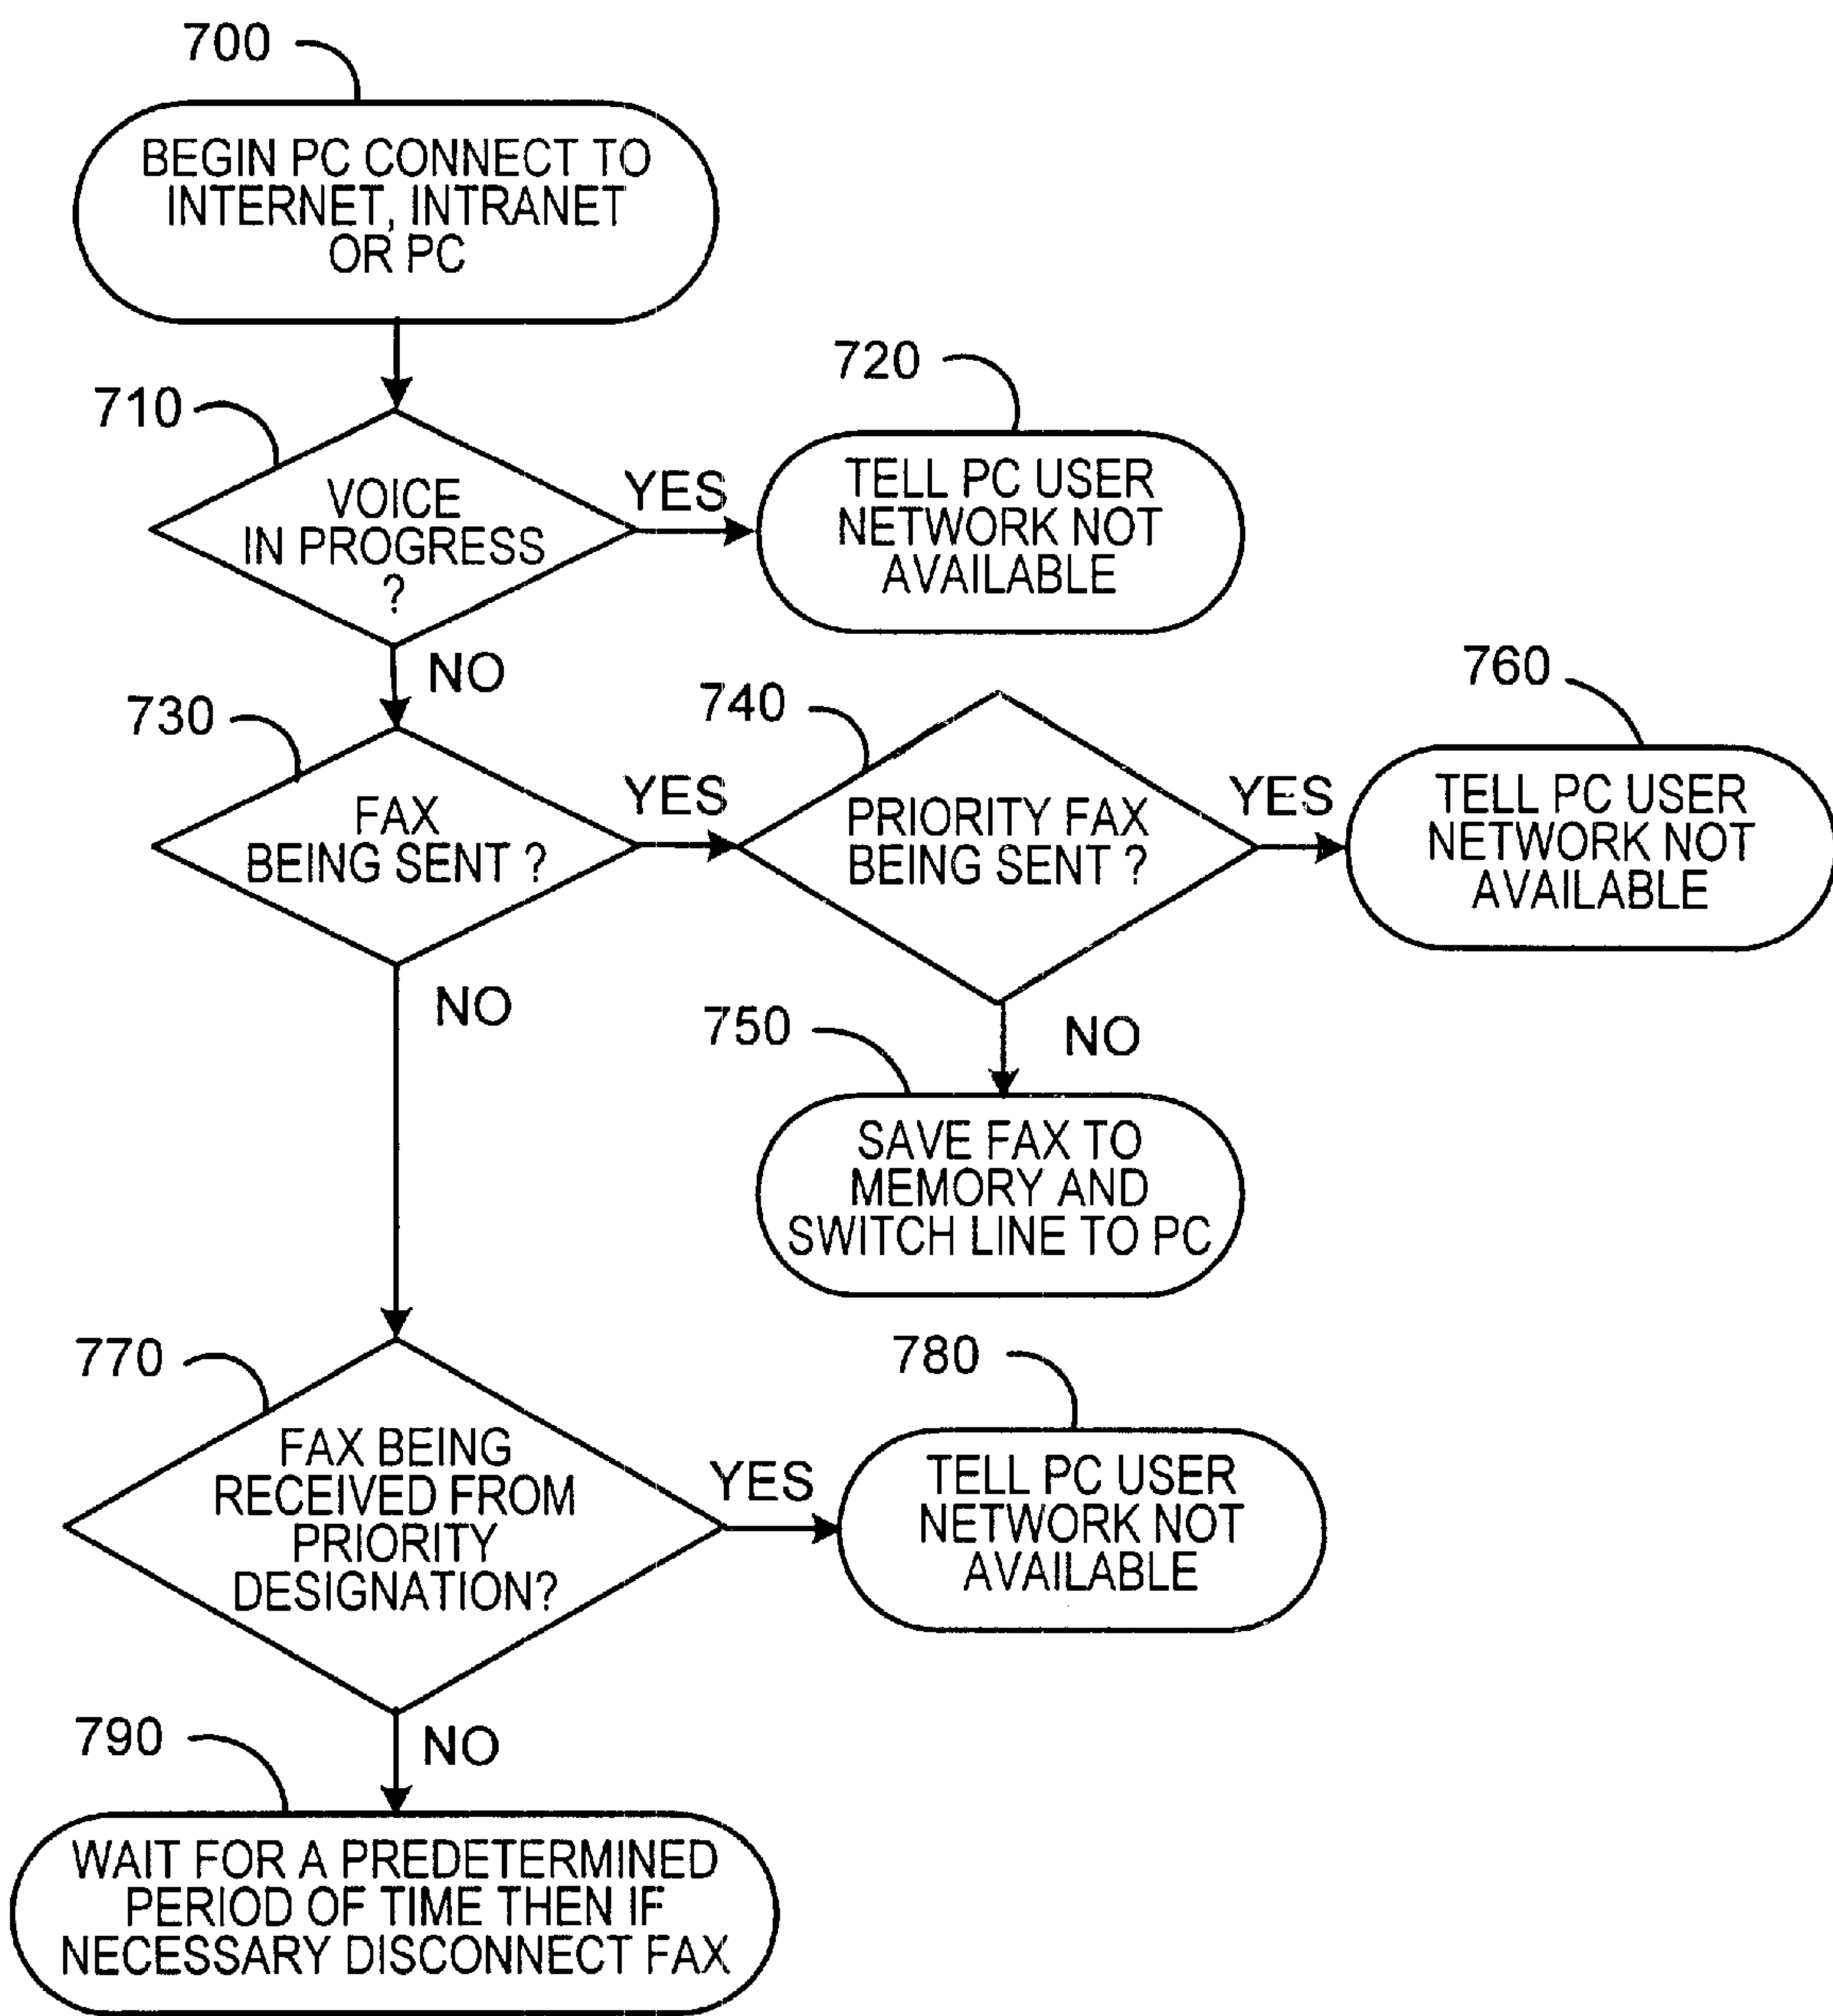 700
BEGIN PC CONNECT TO
INTERNET, INTRANET
OR PC
710
VOICE
IN PROGRESS
?
YES
720
TELL PC USER
NETWORK NOT
AVAILABLE
NO
730
FAX
BEING SENT ?
YES
740
PRIORITY FAX
BEING SENT ?
YES
760
TELL PC USER
NETWORK NOT
AVAILABLE
NO
750
SAVE FAX TO
MEMORY AND
SWITCH LINE TO PC
NO
770
FAX BEING
RECEIVED FROM
PRIORITY
DESIGNATION?
YES
780
TELL PC USER
NETWORK NOT
AVAILABLE
NO
790
WAIT FOR A PREDETERMINED
PERIOD OF TIME THEN IF
NECESSARY DISCONNECT FAX